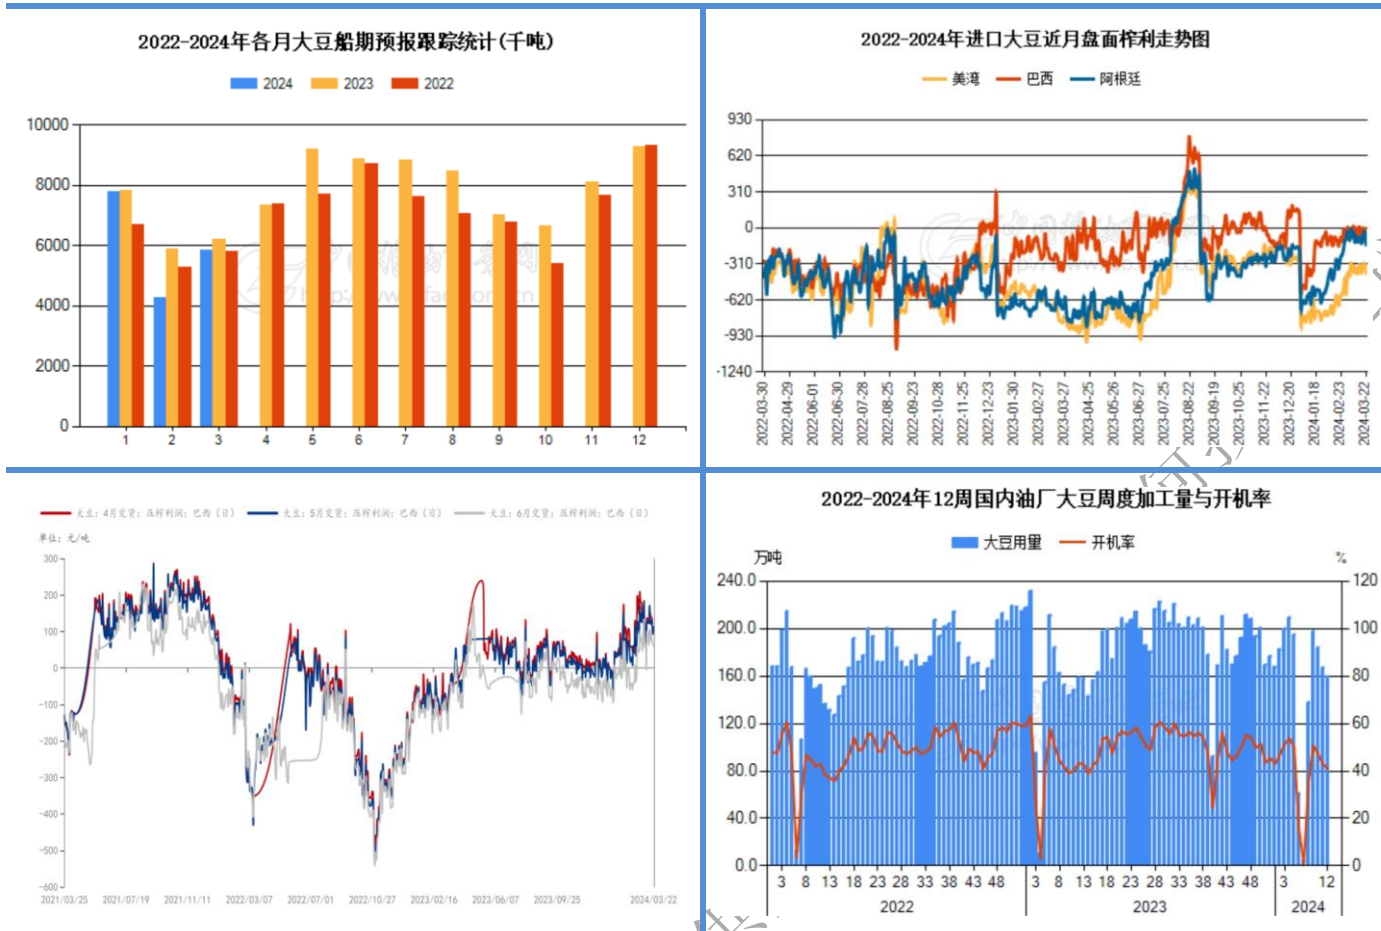 2022-2024年各月大豆船期预报跟踪统计(千吨)
2024 2023 2022
10000
8000
6000
4000
2000
0
1 2 3 4 5 6 7 8 9 10 11 12
2022-2024年进口大豆近月盘面榨利走势图
美湾 巴西 阿根廷
930
620
310
0
-310
-620
-930
-1240
2022-03-30 2022-04-29 2022-06-01 2022-06-30 2022-07-28 2022-08-25 2022-09-23 2022-10-28 2022-11-25 2022-12-23 2023-01-30 2023-02-27 2023-03-27 2023-04-25 2023-05-29 2023-06-27 2023-07-25 2023-08-22 2023-09-19 2023-10-25 2023-11-22 2023-12-20 2024-01-18 2024-02-23 2024-03-22
大豆：4月交货：压榨利润：巴西（日） 大豆：5月交货：压榨利润：巴西（日） 大豆：6月交货：压榨利润：巴西（日）
单位：元/吨
300
200
100
0
-100
-200
-300
-400
-500
-600
2021/03/25 2021/07/19 2021/11/11 2022/03/07 2022/07/01 2022/10/27 2023/02/16 2023/06/07 2023/09/25 2024/03/22
2022-2024年12周国内油厂大豆周度加工量与开机率
大豆用量 开机率
万吨 %
240.0 120
200.0 100
160.0 80
120.0 60
80.0 40
40.0 20
0.0 0
3 8 13 18 23 28 33 38 43 48 3 8 13 18 23 28 33 38 43 48 3 12
2022 2023 2024